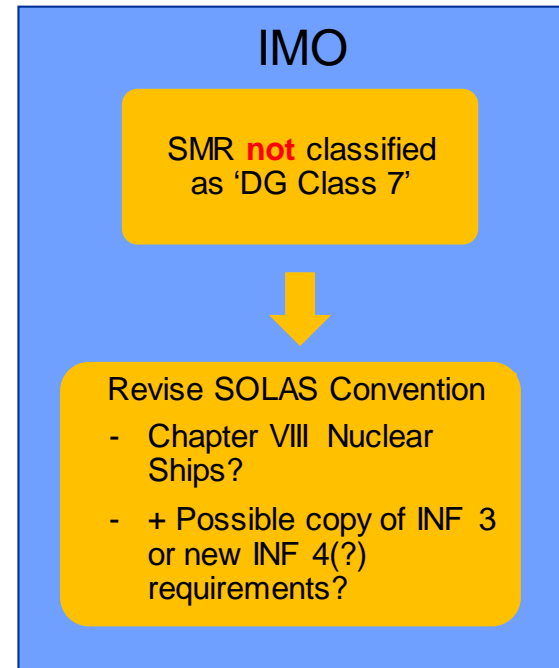 IMO
SMR not classified
as ‘DG Class 7’
Revise SOLAS Convention
- Chapter VIII Nuclear
Ships?
- + Possible copy of INF 3
or new INF 4(?)
requirements?